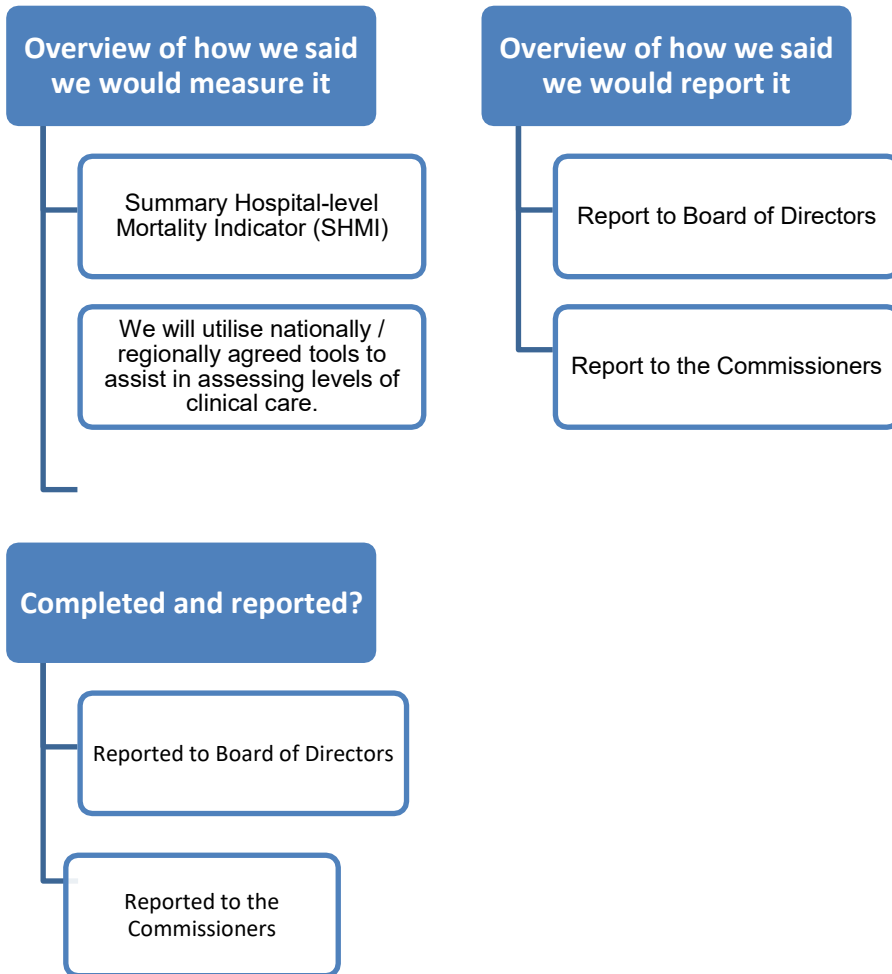 Overview of how we said
we would measure it
Summary Hospital-level
Mortality Indicator (SHMI)
We will utilise nationally /
regionally agreed tools to
assist in assessing levels of
clinical care.
Overview of how we said
we would report it
Report to Board of Directors
Report to the Commissioners
Completed and reported?
Reported to Board of Directors
Reported to the
Commissioners